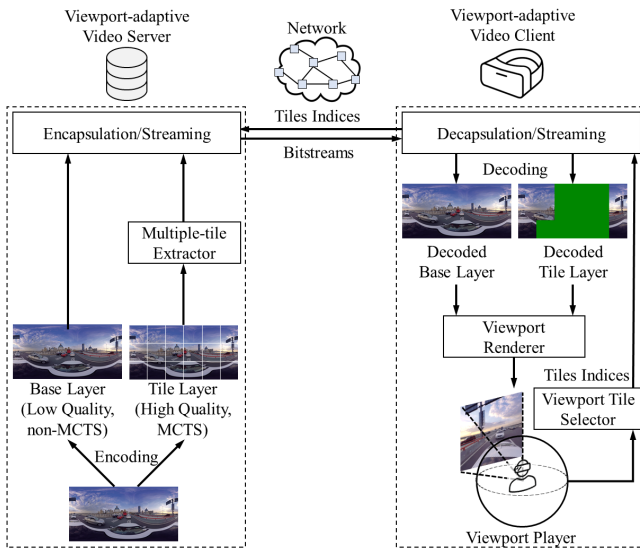 Viewport-adaptive
Video Server
Network
Viewport-adaptive
Video Client
Encapsulation/Streaming
Tiles Indices
Bitstreams
Decapsulation/Streaming
Decoding
Multiple-tile
Extractor
Decoded
Base Layer
Decoded
Tile Layer
Viewport
Renderer
Base Layer
(Low Quality,
non-MCTS)
Tile Layer
(High Quality,
MCTS)
Tiles Indices
Viewport Tile
Selector
Encoding
Viewport Player